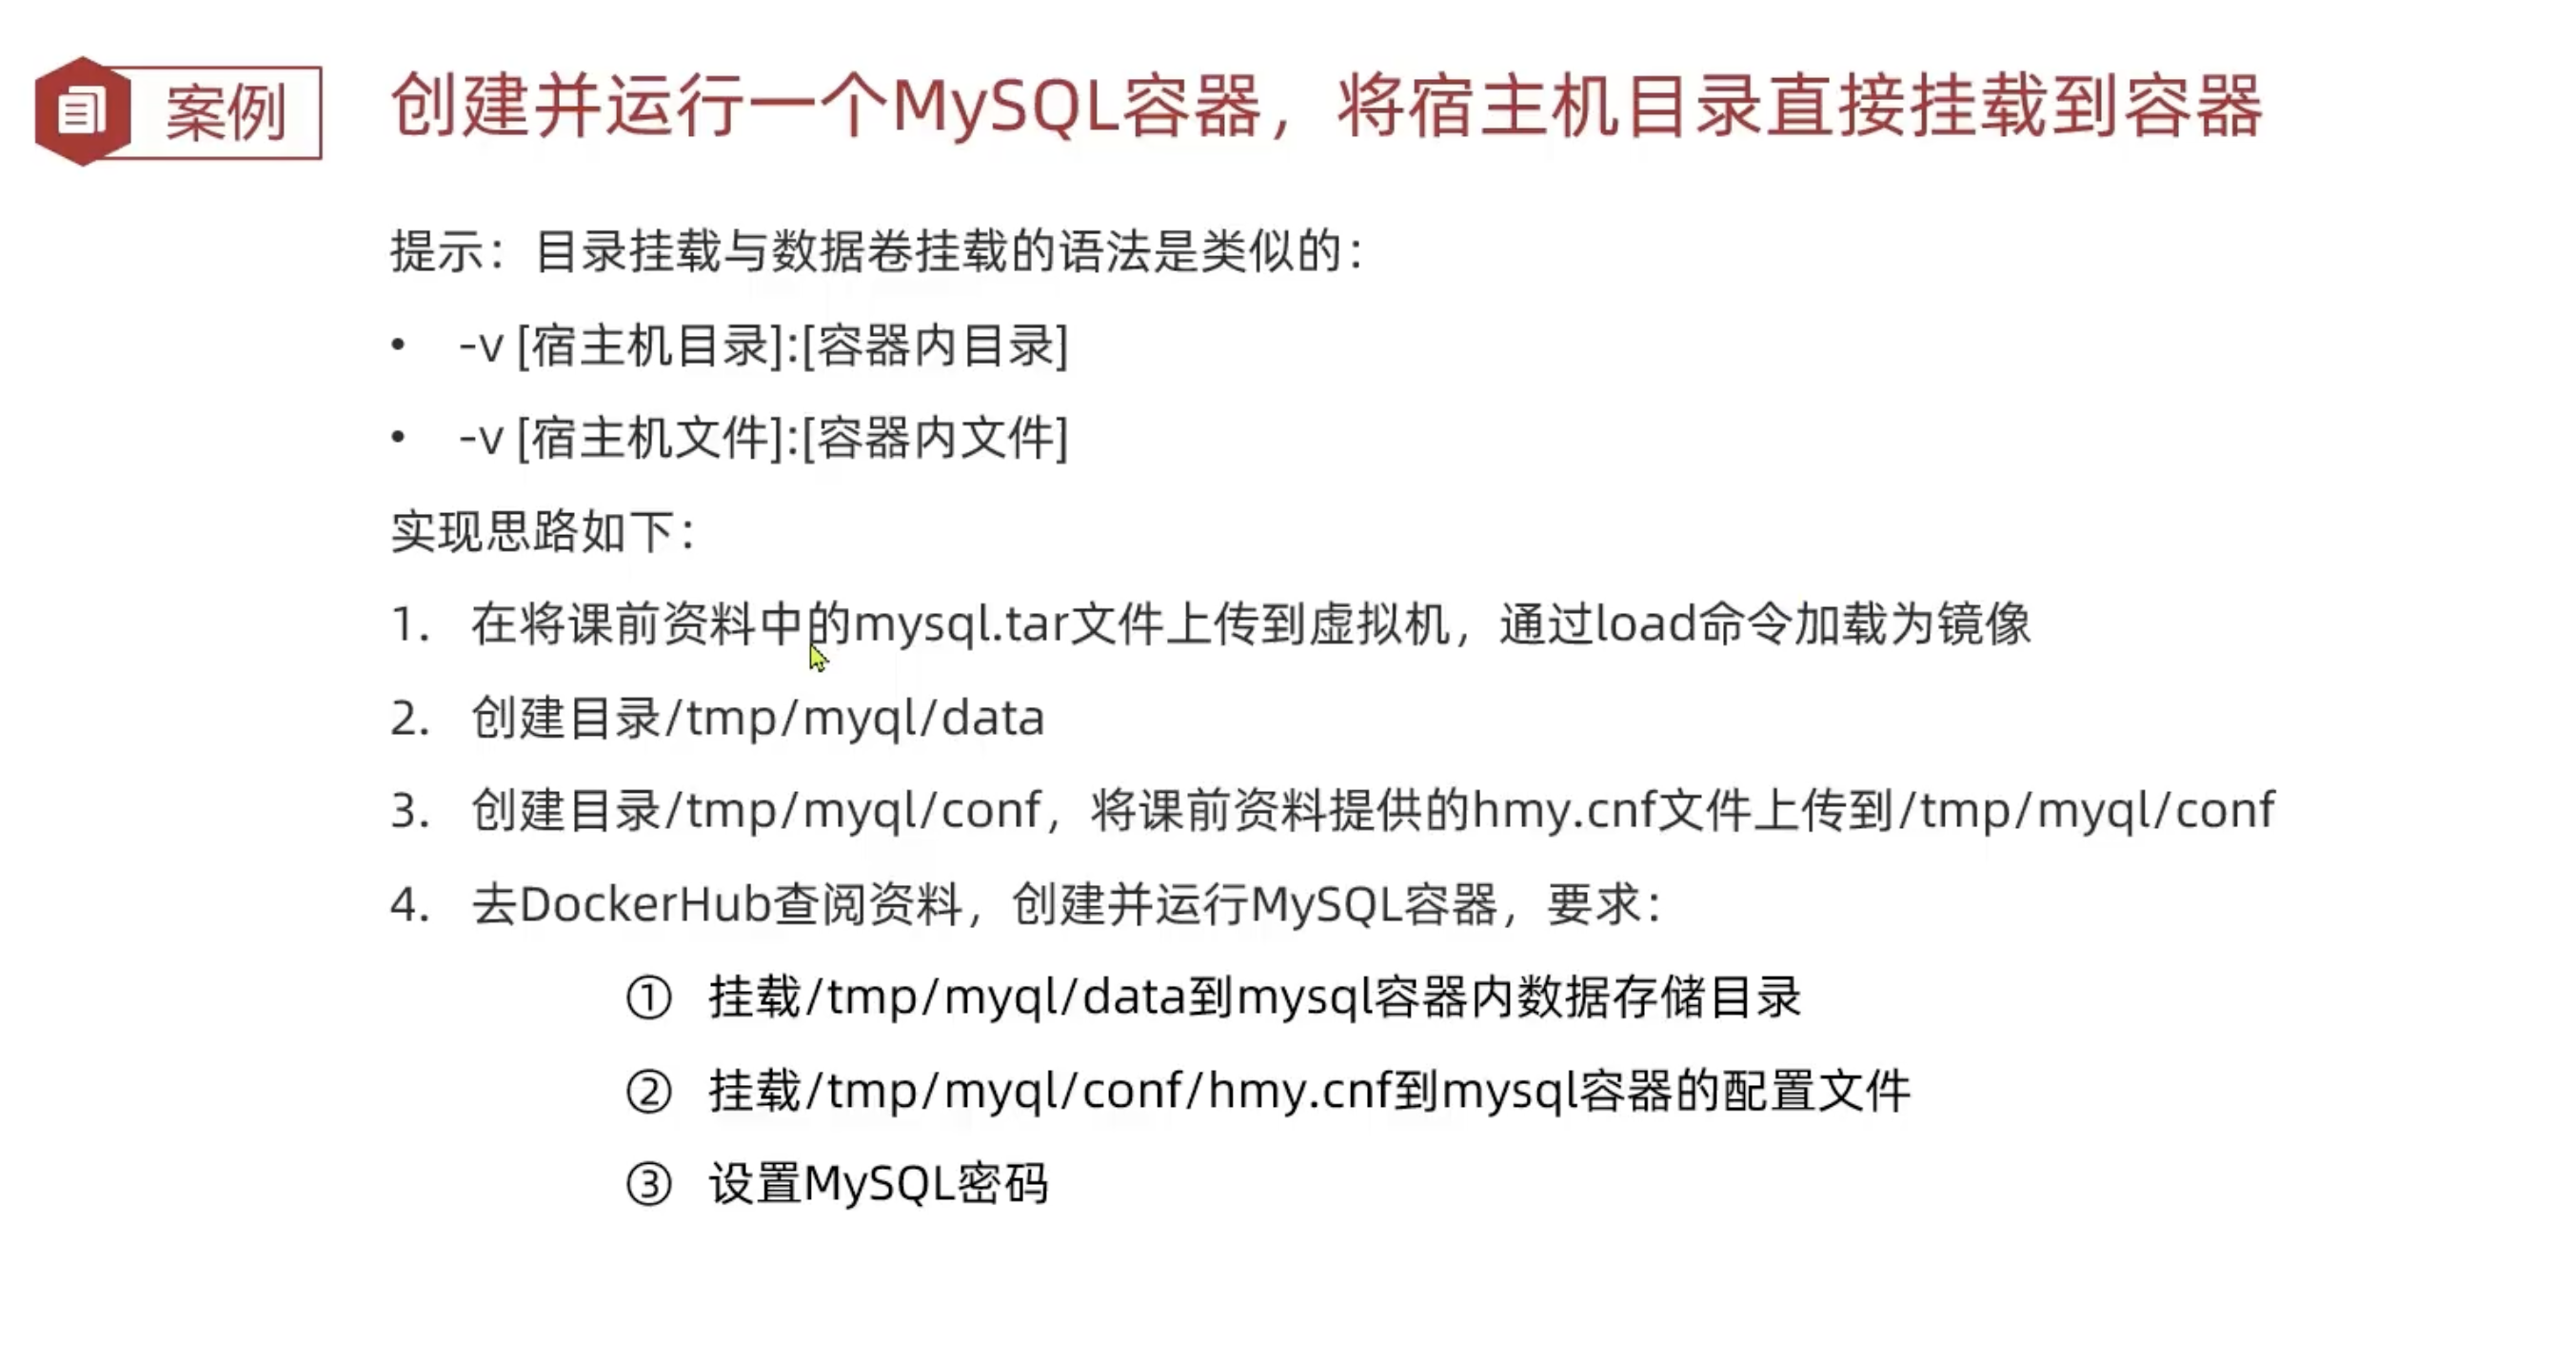 案例
创建并运行一个MySQL容器，将宿主机目录直接挂载到容器
提示：目录挂载与数据卷挂载的语法是类似的：
• -v [宿主机目录]:[容器内目录]
• -v [宿主机文件]:[容器内文件]
实现思路如下：
1. 在将课前资料中的mysql.tar文件上传到虚拟机，通过load命令加载为镜像
2. 创建目录/tmp/myql/data
3. 创建目录/tmp/myql/conf，将课前资料提供的hmy.cnf文件上传到/tmp/myql/conf
4. 去DockerHub查阅资料，创建并运行MySQL容器，要求：
① 挂载/tmp/myql/data到mysql容器内数据存储目录
② 挂载/tmp/myql/conf/hmy.cnf到mysql容器的配置文件
③ 设置MySQL密码